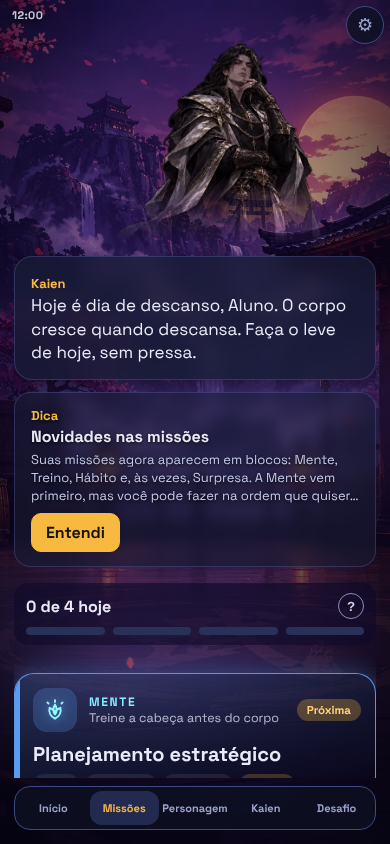 12:00
Kaien
Hoje é dia de descanso, Aluno. O corpo
cresce quando descansa. Faça o leve
de hoje, sem pressa.
Dica
Novidades nas missões
Suas missões agora aparecem em blocos: Mente,
Treino, Hábito e, às vezes, Surpresa. A Mente vem
primeiro, mas você pode fazer na ordem que quiser...
Entendi
0 de 4 hoje
?
MENTE
Treine a cabeça antes do corpo
Próxima
Planejamento estratégico
Início
Missões
Personagem
Kaien
Desafio